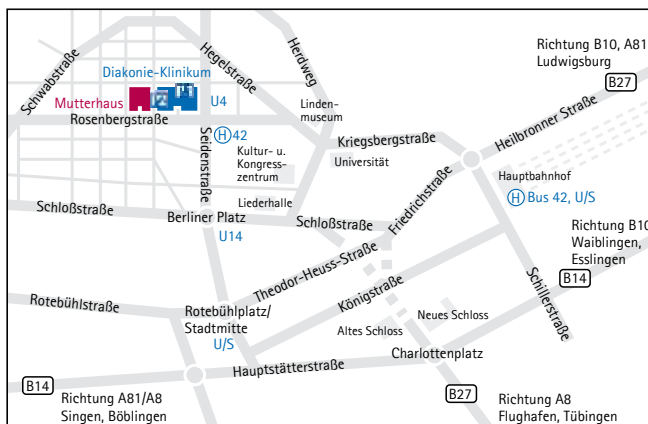 Richtung B10, A81
Ludwigsburg
B27
Schwabstraße
Hegelstraße
Herdweg
Diakonie-Klinikum
Mutterhaus
U4
Rosenbergstraße
Linden-
museum
Heilbronner Straße
Seidenstraße
H 42
Kriegsbergstraße
Kultur- u.
Kongress-
zentrum
Universität
Hauptbahnhof
H Bus 42, U/S
Liederhalle
Schloßstraße
Berliner Platz
Schloßstraße
Friedrichstraße
U14
Richtung B10
Waiblingen,
Esslingen
B14
Theodor-Heuss-Straße
Königstraße
Schillerstraße
Rotebühlstraße
Rotebühlplatz/
Stadtmitte
U/S
Neues Schloss
Altes Schloss
Charlottenplatz
Hauptstätterstraße
B14
Richtung A81/A8
Singen, Böblingen
B27
Richtung A8
Flughafen, Tübingen